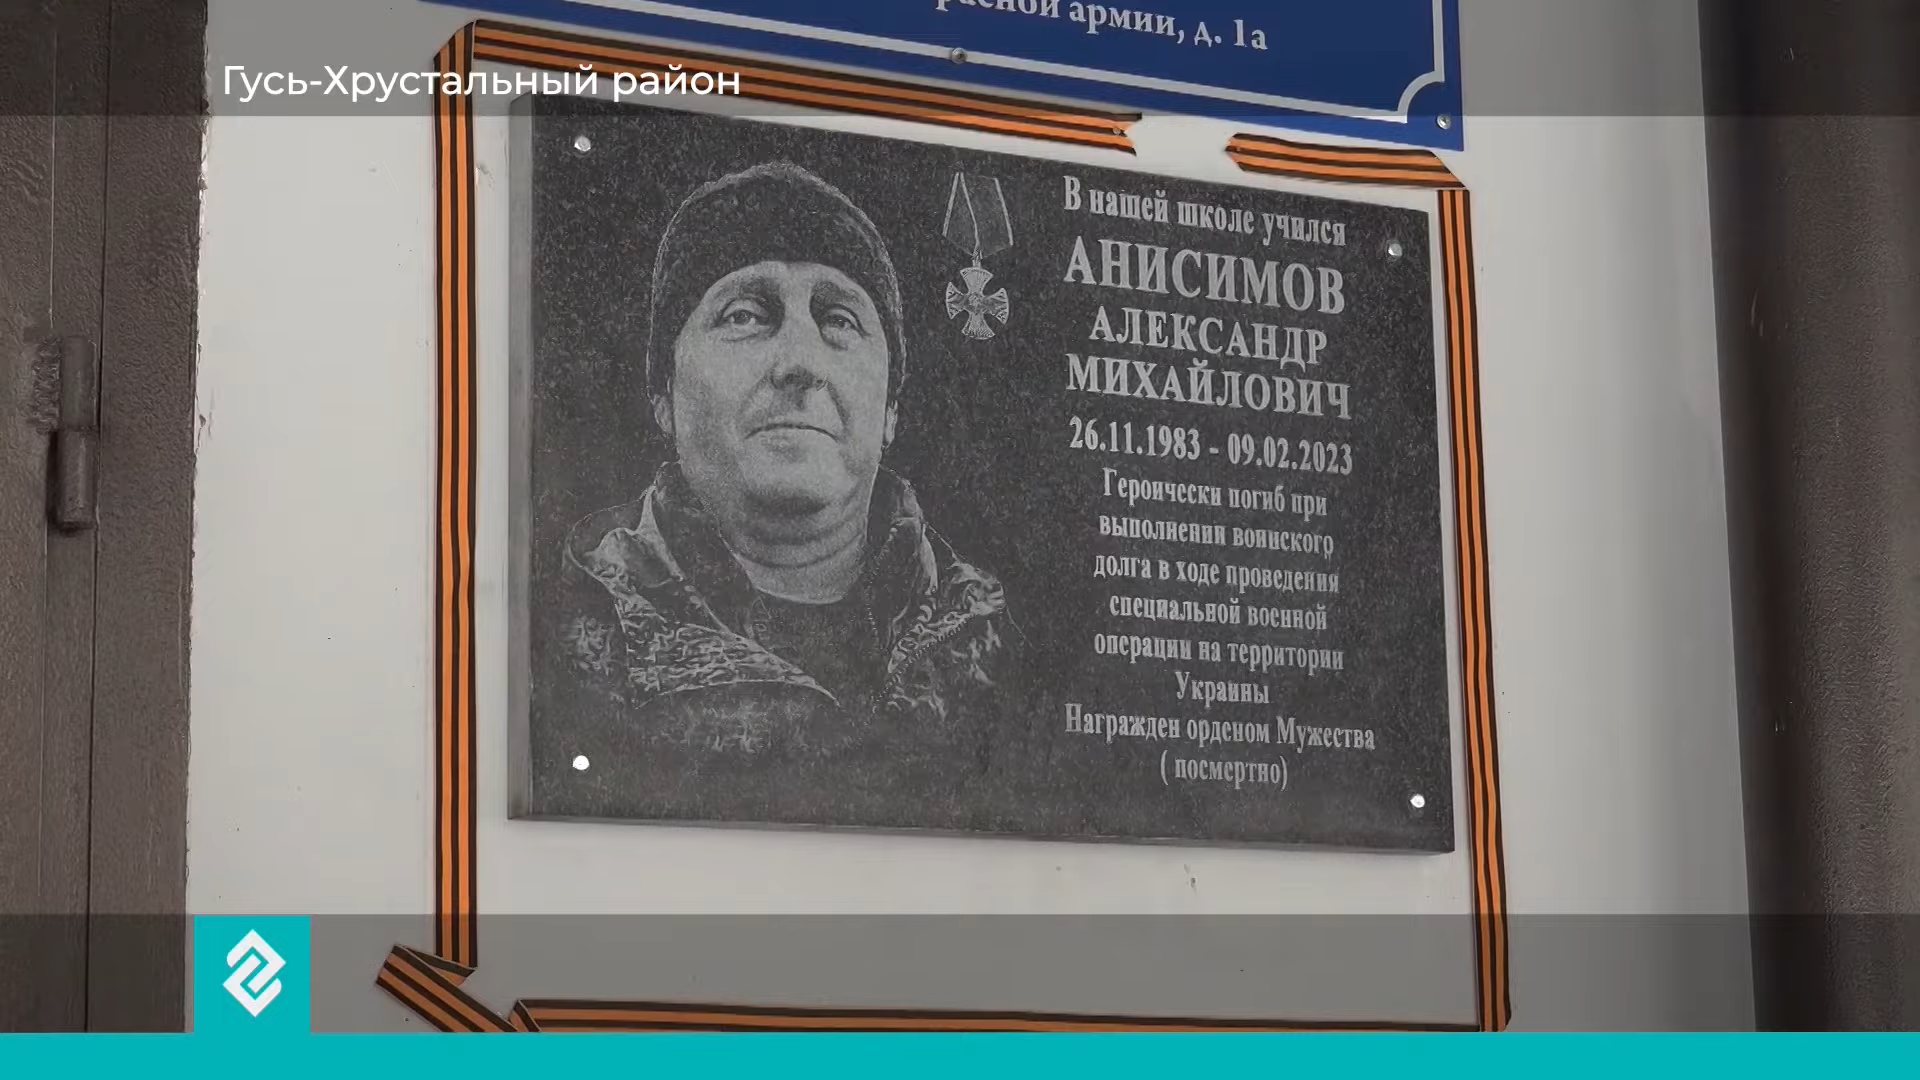 армии, д. 1а
Гусь-Хрустальный район
В нашей школе учился
АНИСИМОВ
АЛЕКСАНДР
МИХАЙЛОВИЧ
26.11.1983 - 09.02.2023
Героически погиб при
выполнении воинского
долга в ходе проведения
специальной военной
операции на территории
Украины
Награжден орденом Мужества
( посмертно)